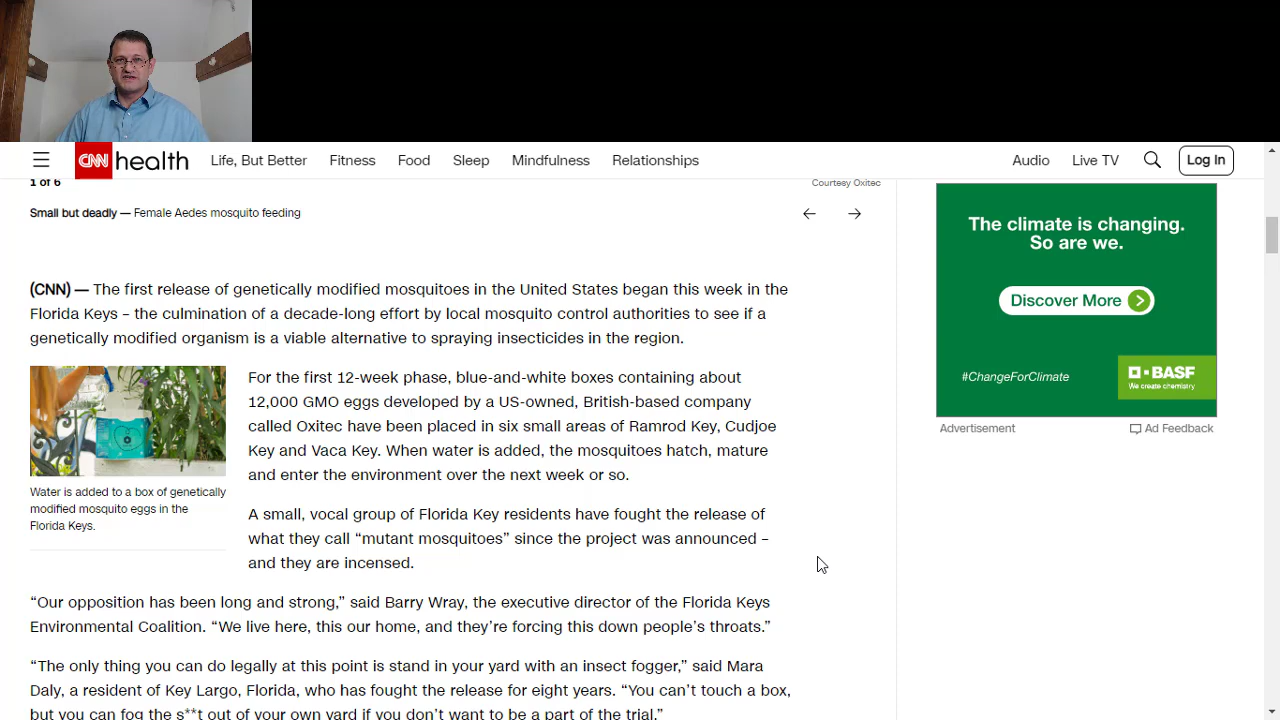 CNN health Life, But Better Fitness Food Sleep Mindfulness Relationships Audio Live TV Log In
1 of 6
Courtesy Oxitec
Small but deadly — Female Aedes mosquito feeding
(CNN) — The first release of genetically modified mosquitoes in the United States began this week in the
Florida Keys – the culmination of a decade-long effort by local mosquito control authorities to see if a
genetically modified organism is a viable alternative to spraying insecticides in the region.
Water is added to a box of genetically
modified mosquito eggs in the
Florida Keys.
For the first 12-week phase, blue-and-white boxes containing about
12,000 GMO eggs developed by a US-owned, British-based company
called Oxitec have been placed in six small areas of Ramrod Key, Cudjoe
Key and Vaca Key. When water is added, the mosquitoes hatch, mature
and enter the environment over the next week or so.
A small, vocal group of Florida Key residents have fought the release of
what they call “mutant mosquitoes” since the project was announced –
and they are incensed.
“Our opposition has been long and strong,” said Barry Wray, the executive director of the Florida Keys
Environmental Coalition. “We live here, this our home, and they’re forcing this down people’s throats.”
“The only thing you can do legally at this point is stand in your yard with an insect fogger,” said Mara
Daly, a resident of Key Largo, Florida, who has fought the release for eight years. “You can’t touch a box,
but you can fog the s**t out of your own yard if you don’t want to be a part of the trial.”
The climate is changing.
So are we.
Discover More
#ChangeForClimate
BASF
We create chemistry
Advertisement
Ad Feedback